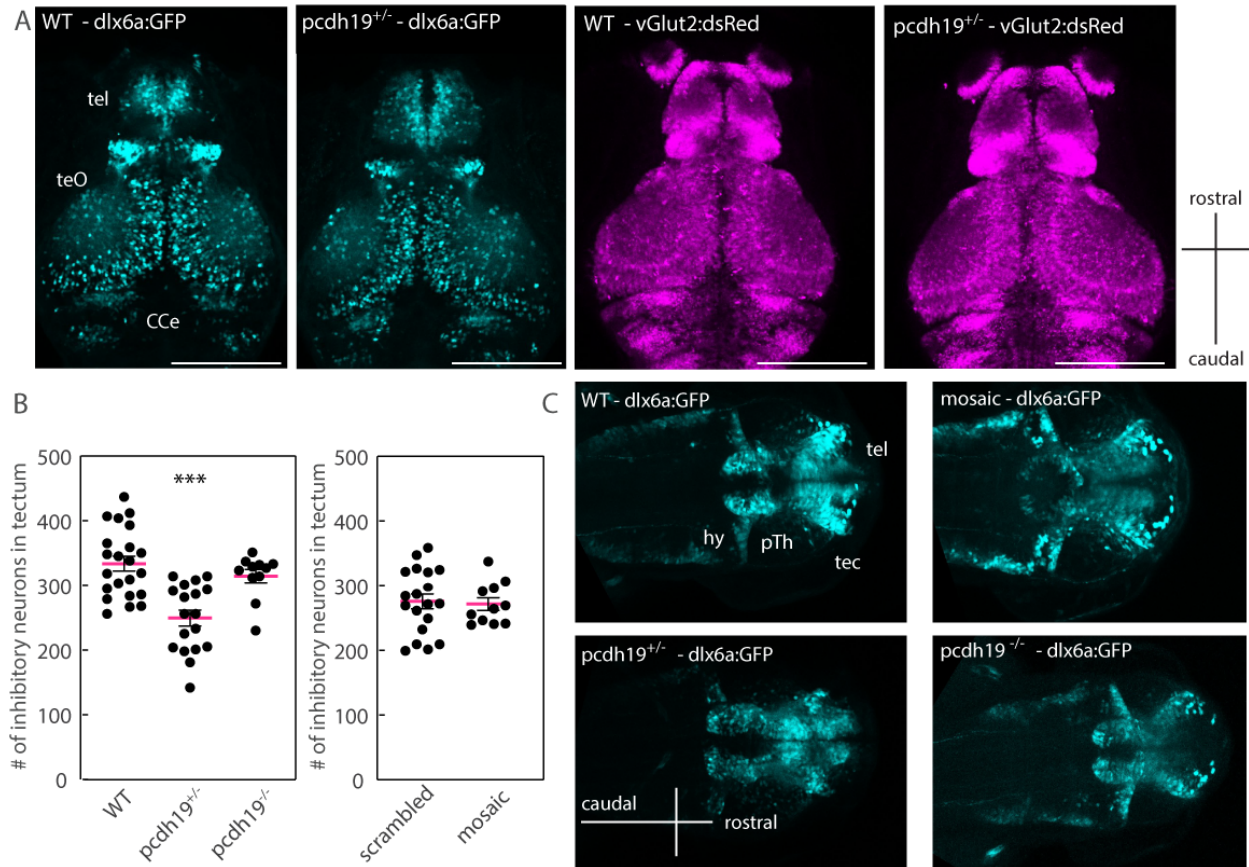 A
WT - dlx6a:GFP
pcdh19+/- - dlx6a:GFP
WT - vGlut2:dsRed
pcdh19+/- - vGlut2:dsRed
tel
teO
CCe
rostral
caudal
B
# of inhibitory neurons in tectum
500
400
300
200
100
0
***
WT
pcdh19+/-
pcdh19-/-
# of inhibitory neurons in tectum
500
400
300
200
100
0
scrambled
mosaic
C
WT - dlx6a:GFP
tel
hy
pTh
tec
mosaic - dlx6a:GFP
pcdh19+/- - dlx6a:GFP
caudal
rostral
pcdh19 -/- - dlx6a:GFP